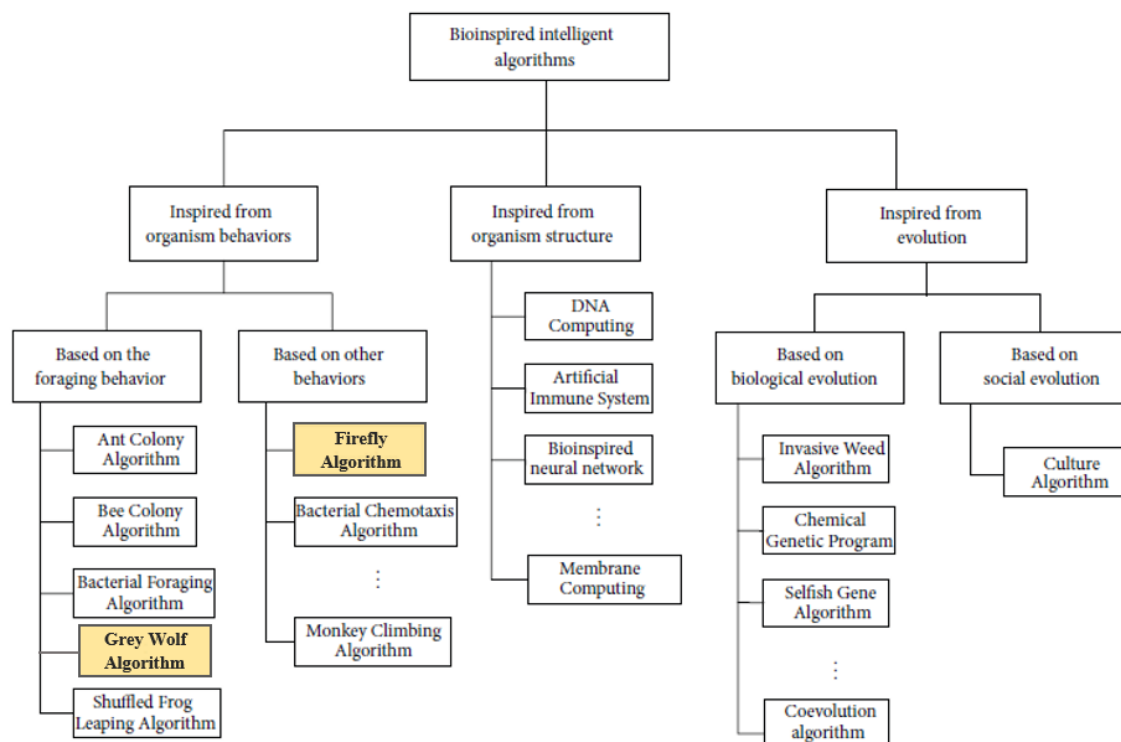 Bioinspired intelligent
algorithms
Inspired from
organism behaviors
Inspired from
organism structure
Inspired from
evolution
Based on the
foraging behavior
Based on other
behaviors
Based on
biological evolution
Based on
social evolution
Ant Colony
Algorithm
Bee Colony
Algorithm
Bacterial Foraging
Algorithm
Grey Wolf
Algorithm
Shuffled Frog
Leaping Algorithm
Firefly
Algorithm
Bacterial Chemotaxis
Algorithm
⋮
Monkey Climbing
Algorithm
DNA
Computing
Artificial
Immune System
Bioinspired
neural network
⋮
Membrane
Computing
Invasive Weed
Algorithm
Chemical
Genetic Program
Selfish Gene
Algorithm
⋮
Coevolution
algorithm
Culture
Algorithm